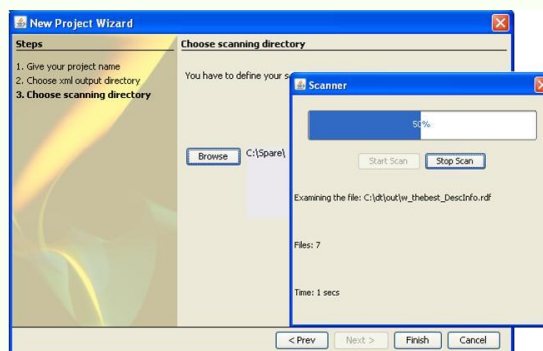 New Project Wizard
Steps
1. Give your project name
2. Choose xml output directory
3. Choose scanning directory
Choose scanning directory
You have to define your s
Browse
C:\Spare\
Scanner
50%
Start Scan
Stop Scan
Examining the file: C:\dt\out\w_thebest_DescInfo.rdf
Files: 7
Time: 1 secs
< Prev
Next >
Finish
Cancel